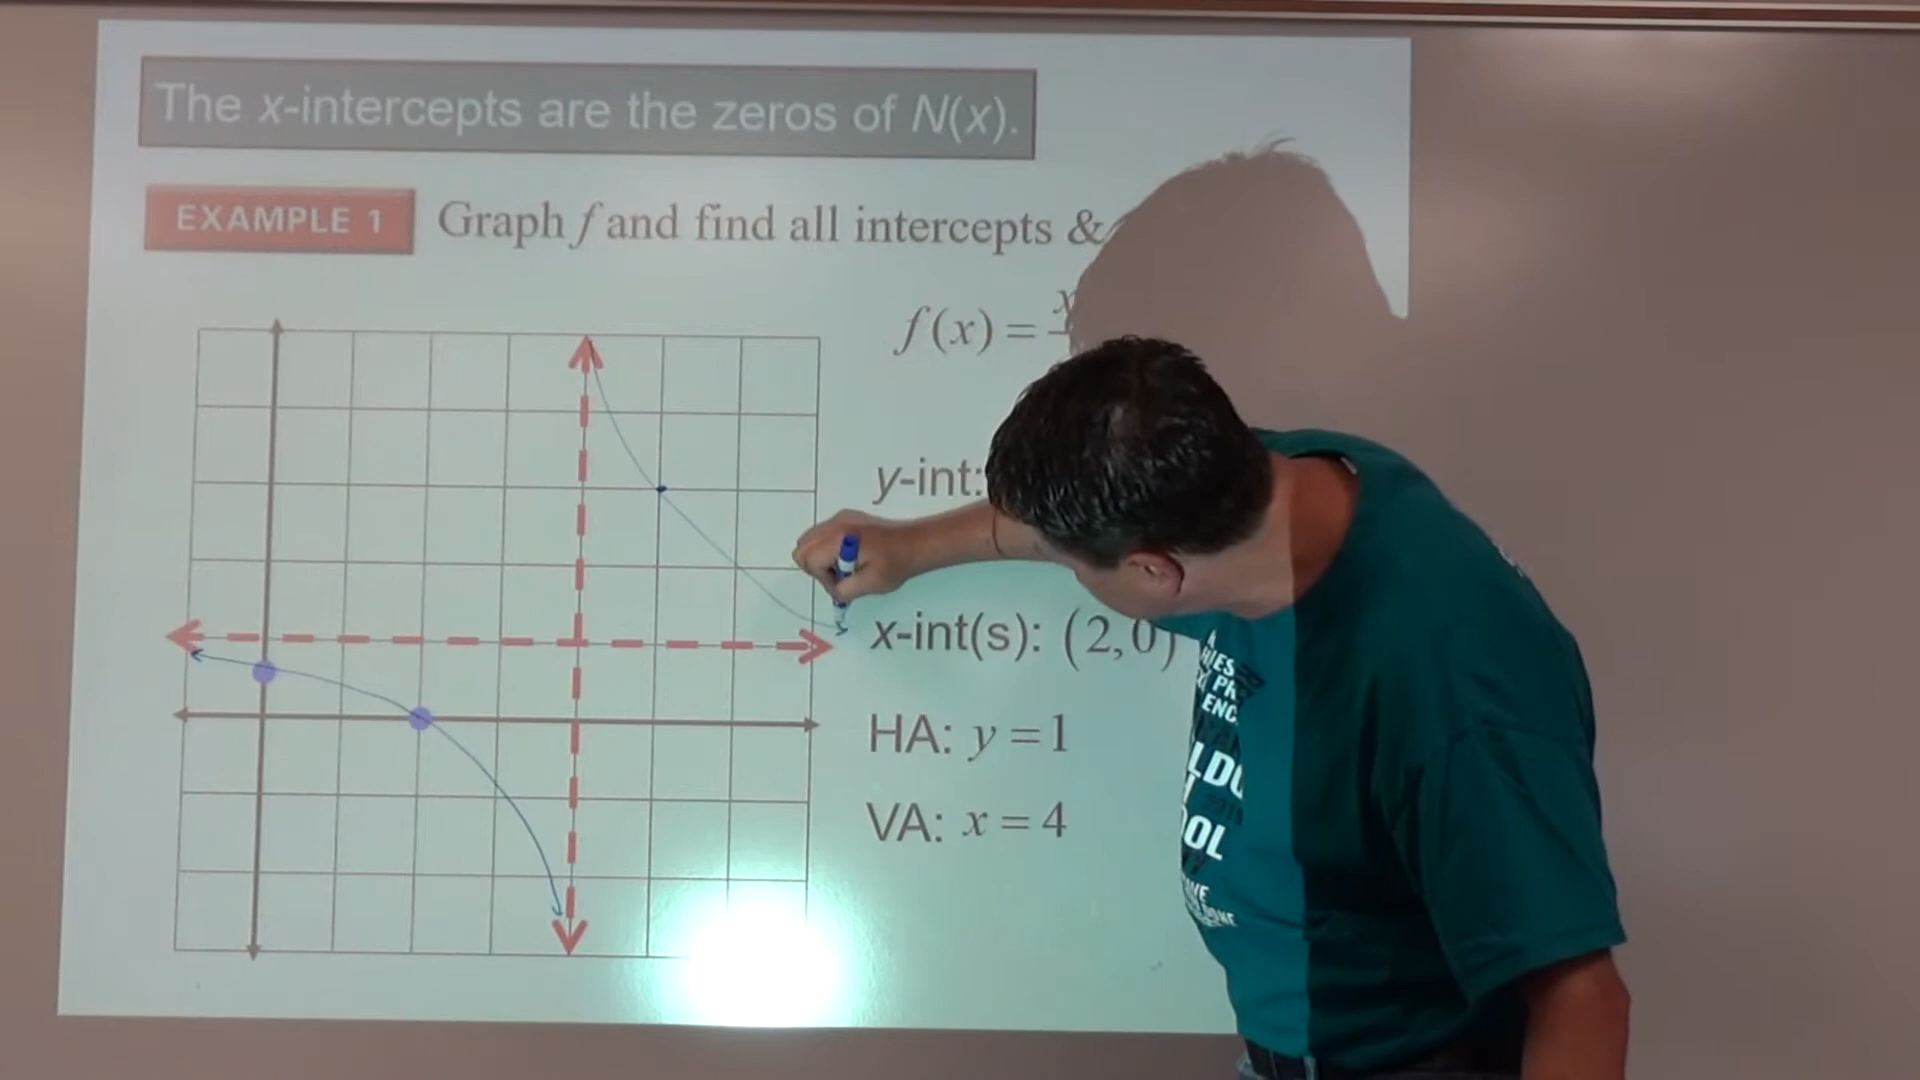 The x-intercepts are the zeros of N(x).
EXAMPLE 1 Graph f and find all intercepts &
f(x) = x
y-int:
x-int(s): (2,0)
HA: y = 1
VA: x = 4